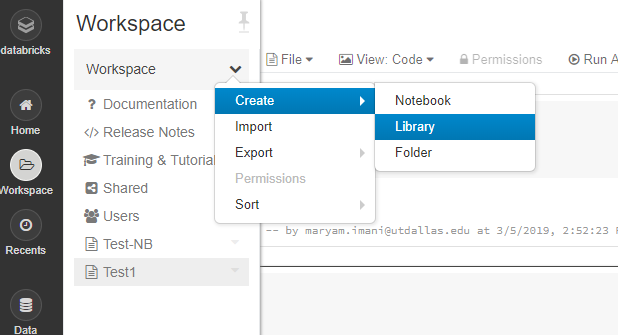 databricks
Home
Workspace
Recents
Data
Workspace
Workspace
Documentation
Release Notes
Training & Tutorial
Shared
Users
Test-NB
Test1
Create
Import
Export
Permissions
Sort
Notebook
Library
Folder
File
View: Code
Permissions
Run A
-- by maryam.imani@utdallas.edu at 3/5/2019, 2:52:23